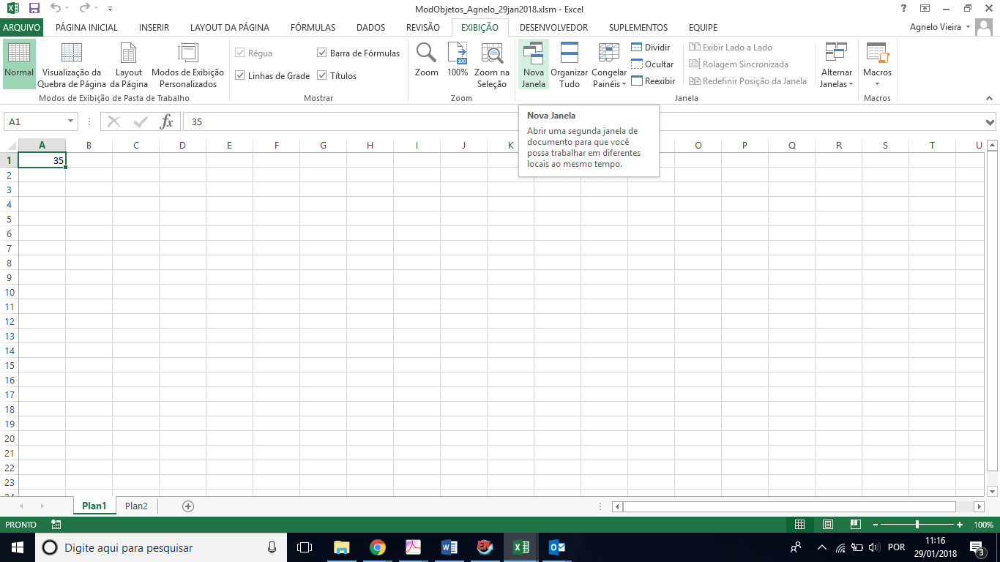 ModObjetos_Agnelo_29jan2018.xlsm - Excel
ARQUIVO PÁGINA INICIAL INSERIR LAYOUT DA PÁGINA FÓRMULAS DADOS REVISÃO EXIBIÇÃO DESENVOLVEDOR SUPLEMENTOS EQUIPE Agnelo Vieira
Normal
Visualização da
Quebra de Página
Layout
da Página
Modos de Exibição
Personalizados
Modos de Exibição de Pasta de Trabalho
Régua
Barra de Fórmulas
Linhas de Grade
Títulos
Mostrar
Zoom
100
100%
Zoom na
Seleção
Zoom
Nova
Janela
Organizar
Tudo
Congelar
Painéis
Dividir
Ocultar
Reexibir
Exibir Lado a Lado
Rolagem Sincronizada
Redefinir Posição da Janela
Janela
Alternar
Janelas
Macros
Macros
A1
fx
35
Nova Janela
Abrir uma segunda janela de
documento para que você
possa trabalhar em diferentes
locais ao mesmo tempo.
A B C D E F G H I J K O P Q R S T U
1 35
2
3
4
5
6
7
8
9
10
11
12
13
14
15
16
17
18
19
20
21
22
23
24
Plan1 Plan2
PRONTO
100%
Digite aqui para pesquisar
POR
11:16
29/01/2018
3